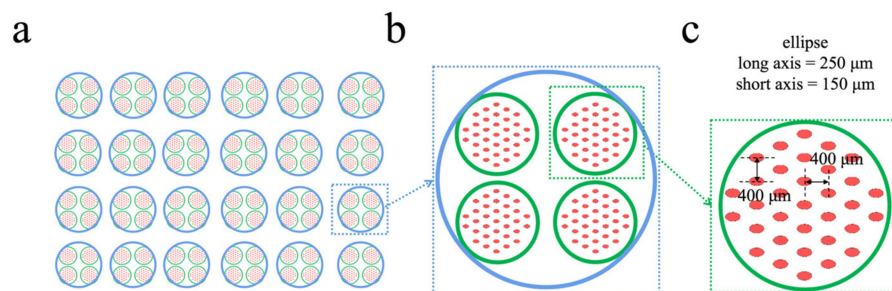 a
b
c
ellipse
long axis = 250 μm
short axis = 150 μm
400 μm
400 μm